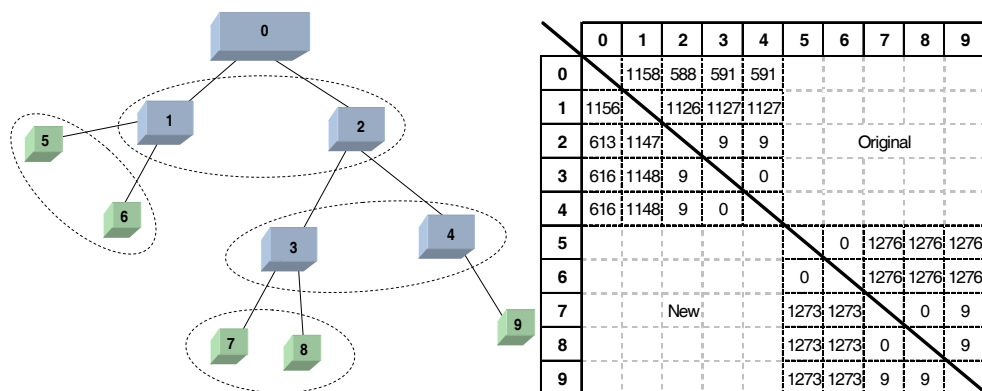 0
1
2
5
6
3
4
7
8
9
0 1 2 3 4 5 6 7 8 9
0 1158 588 591 591
1 1156 1126 1127 1127
2 613 1147 9 9 Original
3 616 1148 9 0
4 616 1148 9 0
5 0 1276 1276 1276
6 0 1276 1276 1276
7 New 1273 1273 0 9
8 1273 1273 0 9
9 1273 1273 9 9